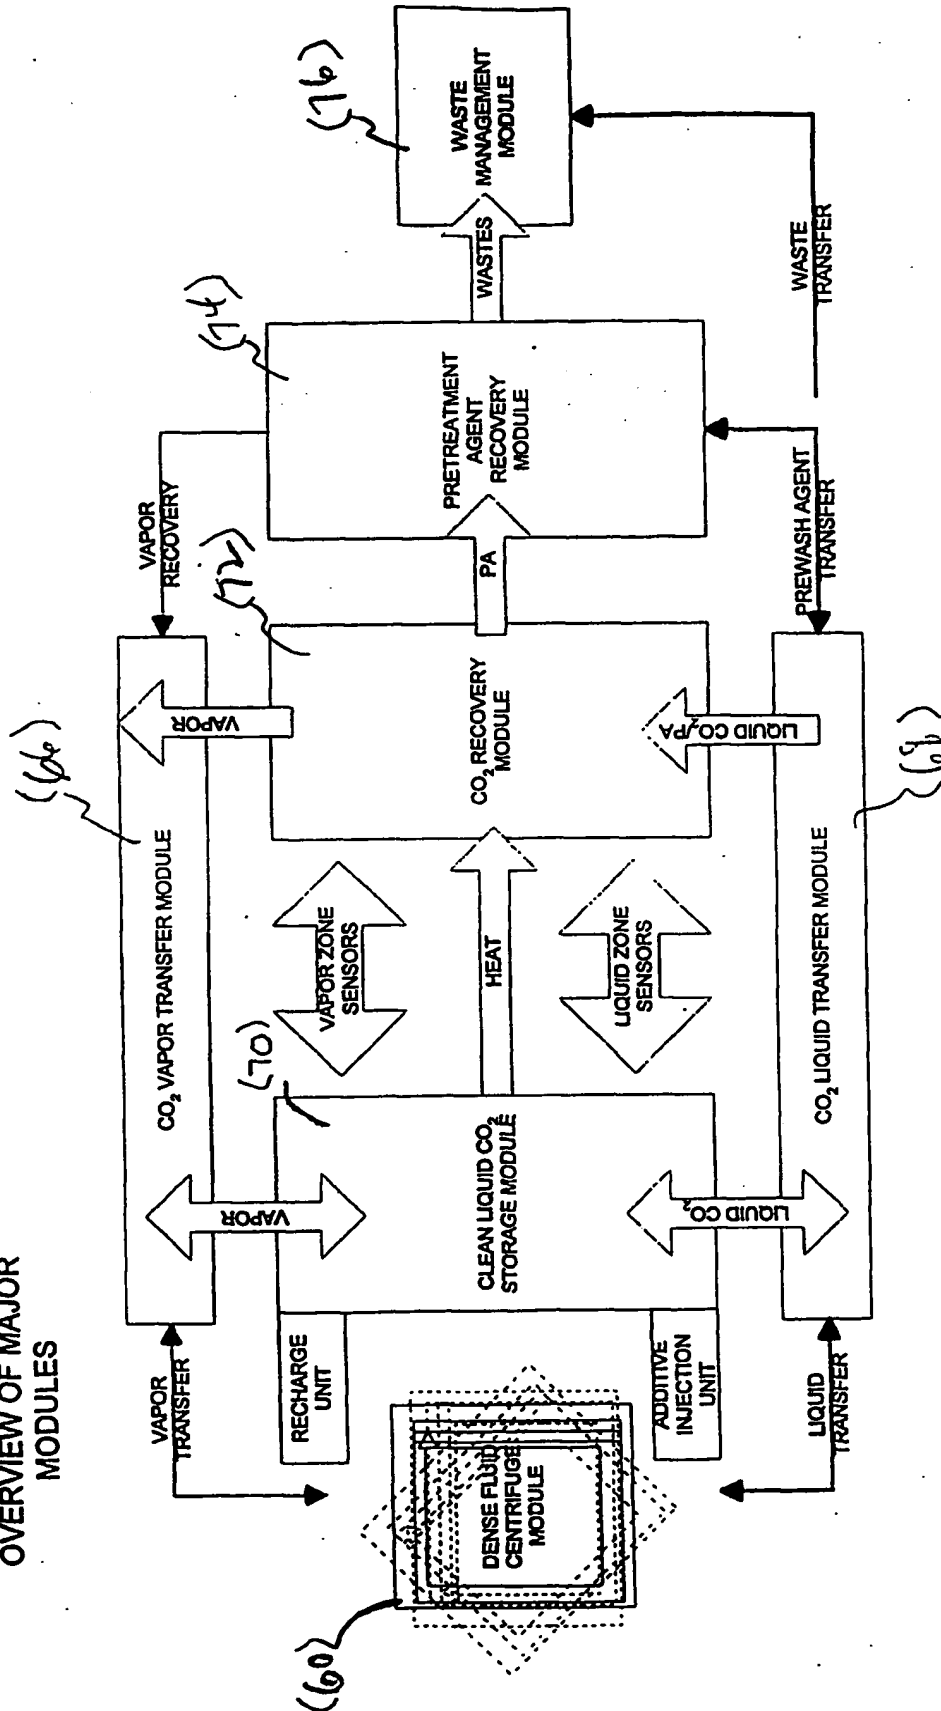 OVERVIEW OF MAJOR
MODULES
VAPOR
TRANSFER
CO2 VAPOR TRANSFER MODULE
(66)
VAPOR
RECOVERY
VAPOR
VAPOR
RECHARGE
UNIT
(70)
VAPOR ZONE
SENSORS
(72)
(74)
(76)
(60)
DENSE FLUID
CENTRIFUGE
MODULE
CLEAN LIQUID CO2
STORAGE MODULE
HEAT
CO2 RECOVERY
MODULE
PA
PRETREATMENT
AGENT
RECOVERY
MODULE
WASTES
WASTE
MANAGEMENT
MODULE
ADDITIVE
INJECTION
UNIT
LIQUID ZONE
SENSORS
LIQUID CO2
LIQUID CO2/PA
LIQUID
TRANSFER
CO2 LIQUID TRANSFER MODULE
PREWASH AGENT
TRANSFER
WASTE
TRANSFER